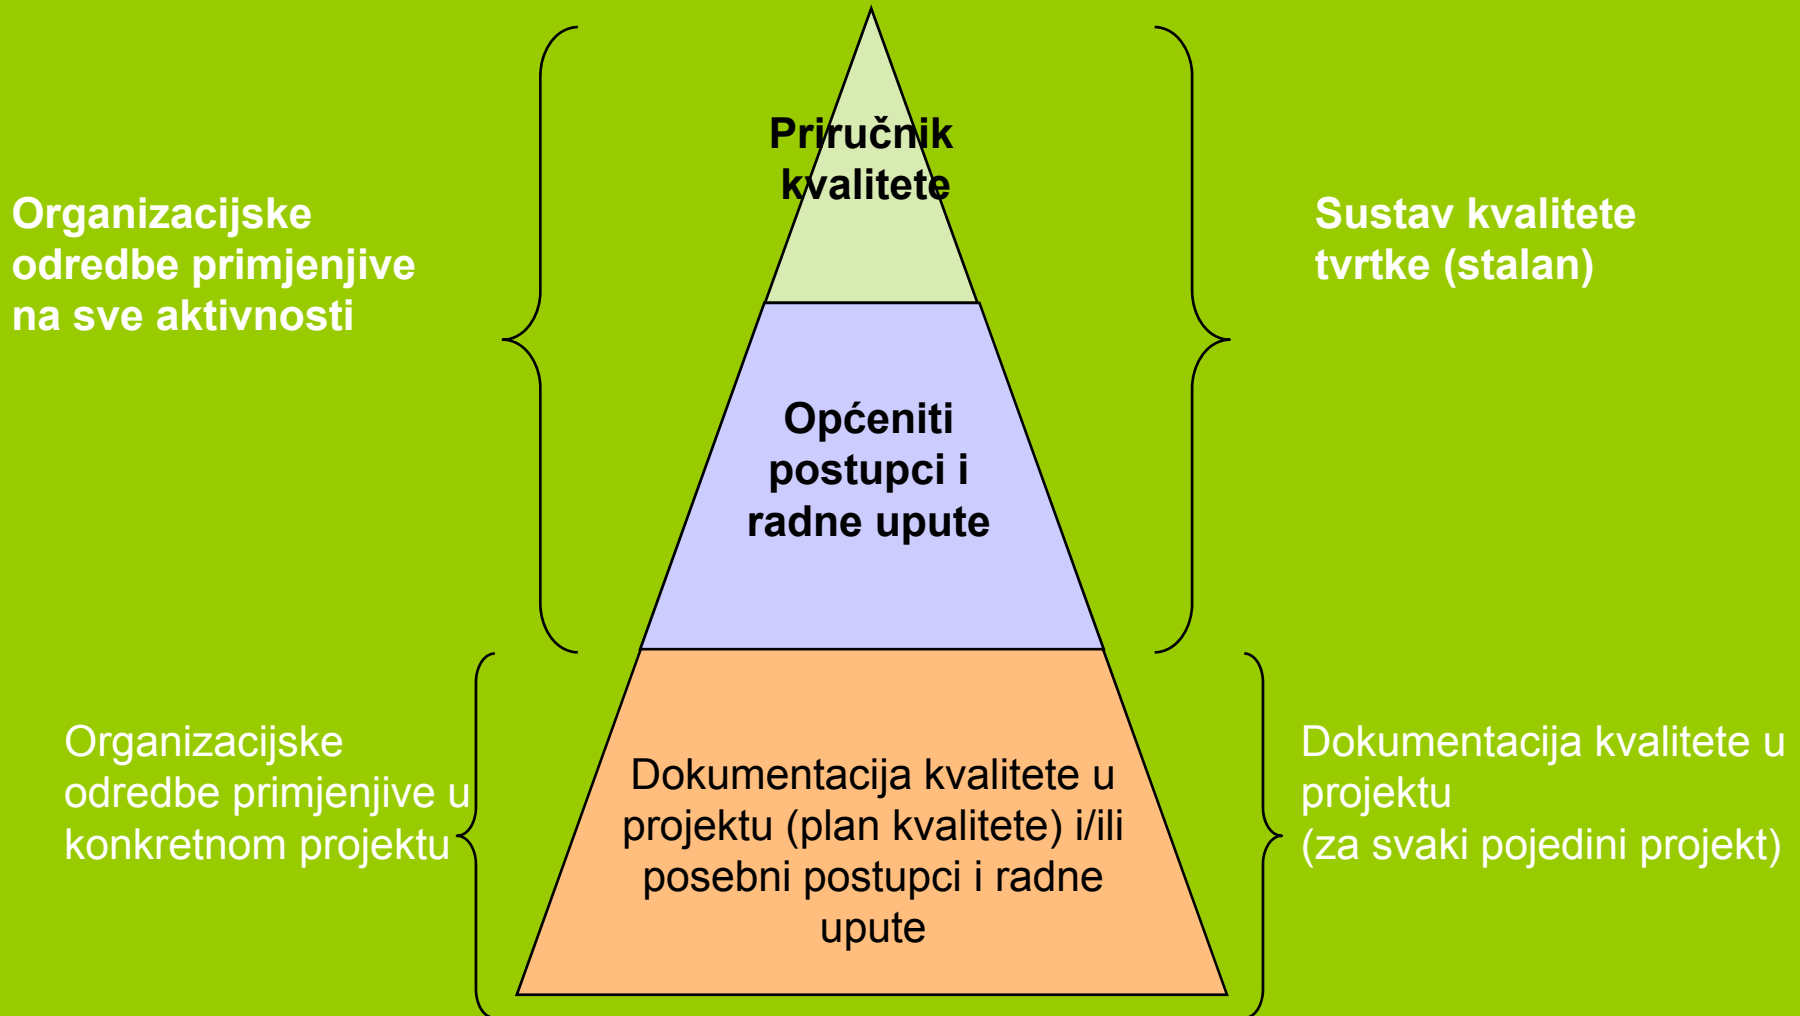 Priručnik
kvalitete
Organizacijske
odredbe primjenjive
na sve aktivnosti
Sustav kvalitete
tvrtke (stalan)
Općeniti
postupci i
radne upute
Organizacijske
odredbe primjenjive u
konkretnom projektu
Dokumentacija kvalitete u
projektu (plan kvalitete) i/ili
posebni postupci i radne
upute
Dokumentacija kvalitete u
projektu
(za svaki pojedini projekt)